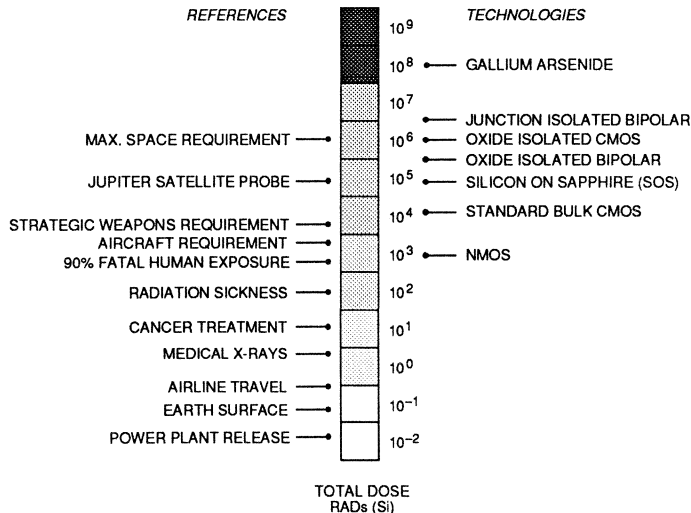 REFERENCES
TECHNOLOGIES
10⁹
10⁸ GALLIUM ARSENIDE
10⁷
JUNCTION ISOLATED BIPOLAR
MAX. SPACE REQUIREMENT 10⁶ OXIDE ISOLATED CMOS
OXIDE ISOLATED BIPOLAR
JUPITER SATELLITE PROBE 10⁵ SILICON ON SAPPHIRE (SOS)
10⁴ STANDARD BULK CMOS
STRATEGIC WEAPONS REQUIREMENT
AIRCRAFT REQUIREMENT
10³ NMOS
90% FATAL HUMAN EXPOSURE
RADIATION SICKNESS 10²
CANCER TREATMENT 10¹
MEDICAL X-RAYS
10⁰
AIRLINE TRAVEL
EARTH SURFACE 10⁻¹
POWER PLANT RELEASE 10⁻²
TOTAL DOSE
RADs (Si)